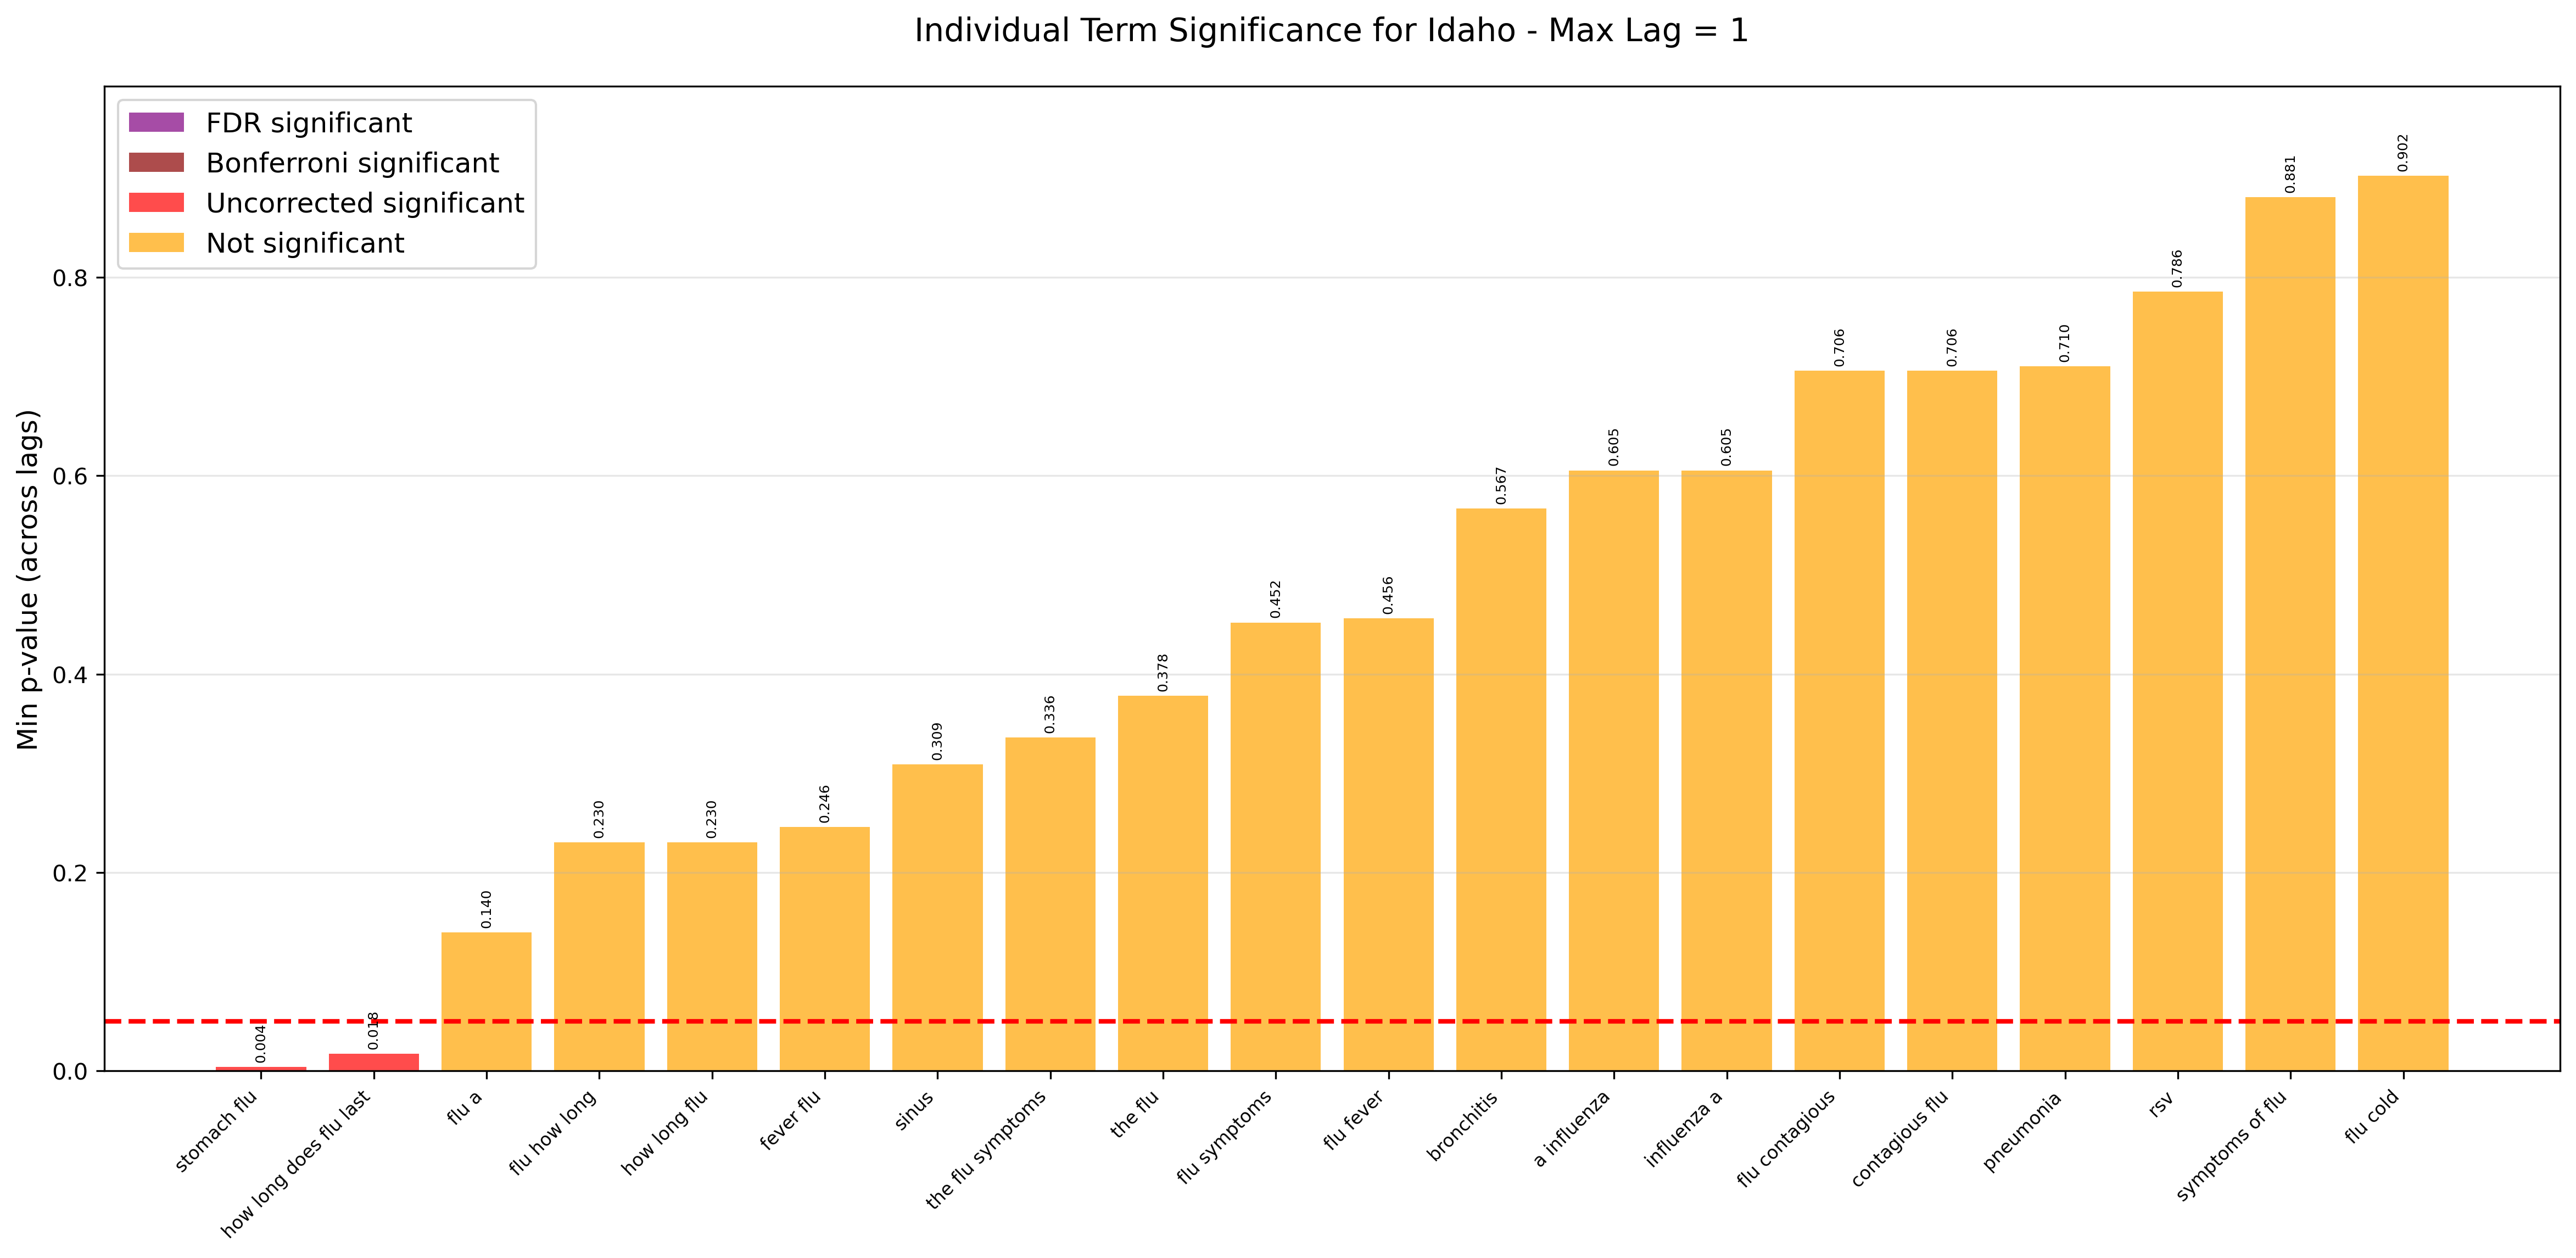 Individual Term Significance for Idaho - Max Lag = 1
FDR significant
Bonferroni significant
Uncorrected significant
Not significant
Min p-value (across lags)
0.8
0.6
0.4
0.2
0.0
0.004
0.018
0.140
0.230
0.230
0.246
0.309
0.336
0.378
0.452
0.456
0.567
0.605
0.605
0.706
0.706
0.710
0.786
0.881
0.902
stomach flu
how long does flu last
flu a
flu how long
how long flu
fever flu
sinus
the flu symptoms
the flu
flu symptoms
flu fever
bronchitis
a influenza
influenza a
flu contagious
contagious flu
pneumonia
rsv
symptoms of flu
flu cold